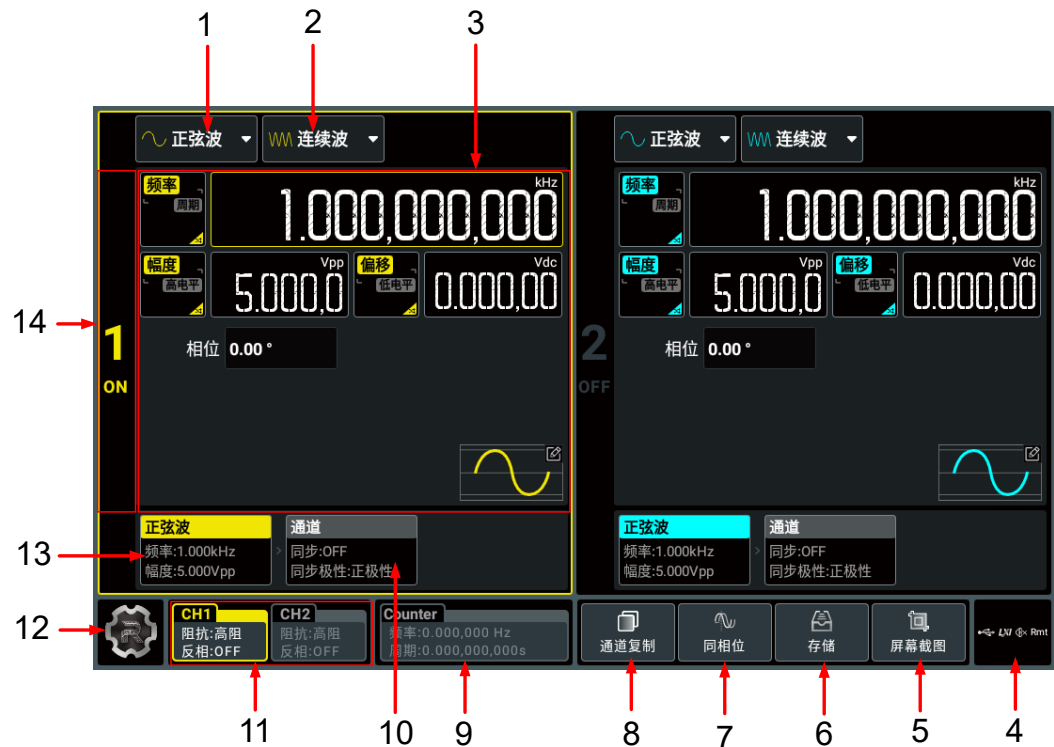 1 2 3
正弦波 连续波 正弦波 连续波
频率 周期 1.000,000,000 kHz 频率 周期 1.000,000,000 kHz
幅度 高电平 5.000,0 Vpp 偏移 低电平 0.000,00 Vdc 幅度 高电平 5.000,0 Vpp 偏移 低电平 0.000,00 Vdc
14
1 相位 0.00 ° 2 相位 0.00 °
ON OFF
正弦波 通道 正弦波 通道
13 频率:1.000kHz 同步:OFF 频率:1.000kHz 同步:OFF
幅度:5.000Vpp 同步极性:正极性 幅度:5.000Vpp 同步极性:正极性
CH1 CH2 Counter
12 R 阻抗:高阻 阻抗:高阻 频率:0.000,000 Hz LXI Rmt
反相:OFF 反相:OFF 周期:0.000,000,000s 通道复制 同相位 存储 屏幕截图
11 10 9 8 7 6 5 4